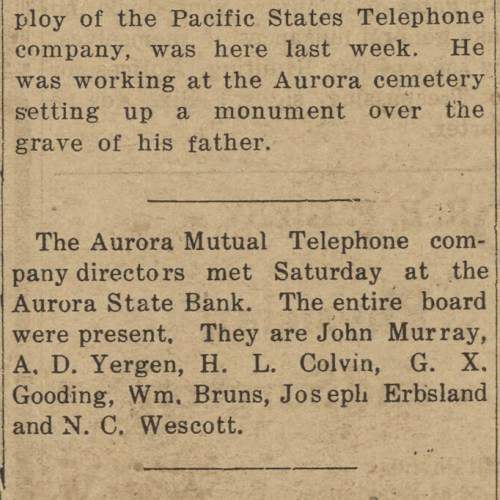 ploy of the Pacific States Telephone
company, was here last week. He
was working at the Aurora cemetery
setting up a monument over the
grave of his father.
The Aurora Mutual Telephone com-
pany directors met Saturday at the
Aurora State Bank. The entire board
were present. They are John Murray,
A. D. Yergen, H. L. Colvin, G. X.
Gooding, Wm. Bruns, Joseph Erbsland
and N. C. Wescott.